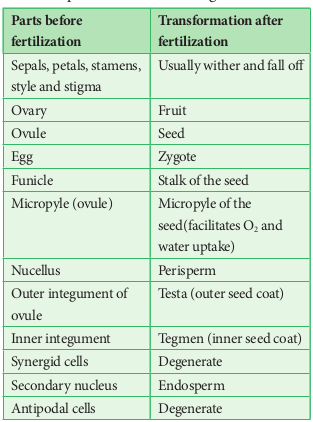 Parts before Transformation after
fertilization fertilization
Sepals, petals, stamens, Usually wither and fall off
style and stigma
Ovary Fruit
Ovule Seed
Egg Zygote
Funicle Stalk of the seed
Micropyle (ovule) Micropyle of the
seed(facilitates O₂ and
water uptake)
Nucellus Perisperm
Outer integument of Testa (outer seed coat)
ovule
Inner integument Tegmen (inner seed coat)
Synergid cells Degenerate
Secondary nucleus Endosperm
Antipodal cells Degenerate